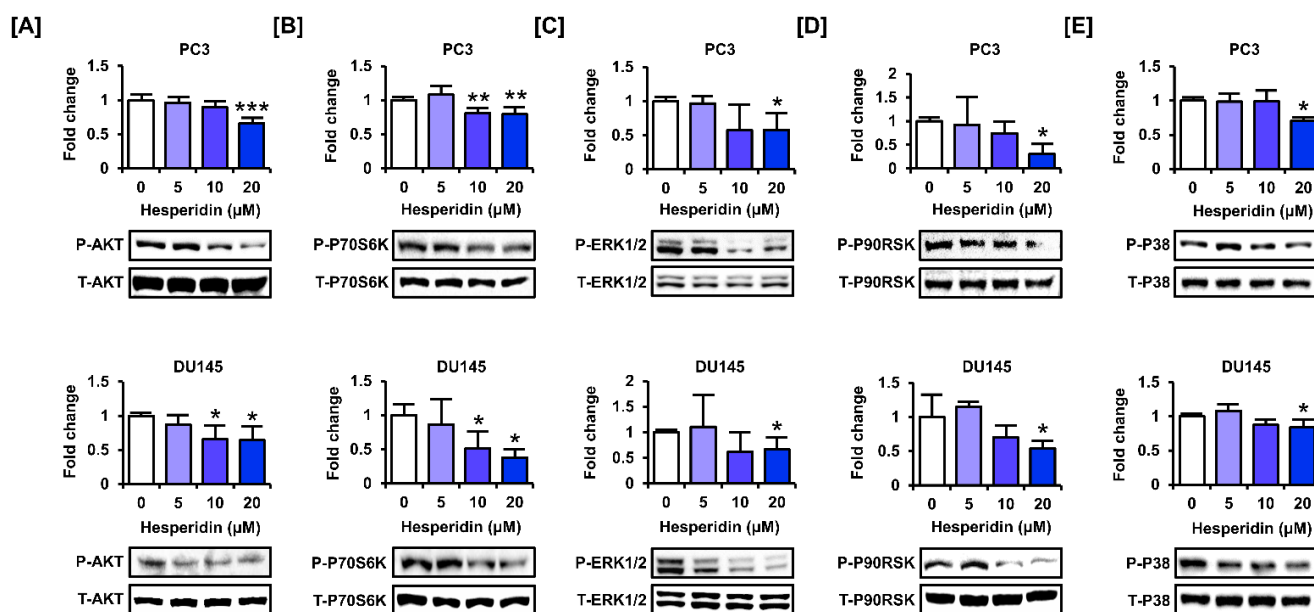 [A] [B] [C] [D] [E]
PC3
Fold change
1.5
1
0.5
0
***
0 5 10 20
Hesperidin (µM)
P-AKT
T-AKT
PC3
Fold change
1.5
1
0.5
0
** **
0 5 10 20
Hesperidin (µM)
P-P70S6K
T-P70S6K
PC3
Fold change
1.5
1
0.5
0
*
0 5 10 20
Hesperidin (µM)
P-ERK1/2
T-ERK1/2
PC3
Fold change
2
1.5
1
0.5
0
*
0 5 10 20
Hesperidin (µM)
P-P90RSK
T-P90RSK
PC3
Fold change
1.5
1
0.5
0
*
0 5 10 20
Hesperidin (µM)
P-P38
T-P38
DU145
Fold change
1.5
1
0.5
0
* *
0 5 10 20
Hesperidin (µM)
P-AKT
T-AKT
DU145
Fold change
1.5
1
0.5
0
* *
0 5 10 20
Hesperidin (µM)
P-P70S6K
T-P70S6K
DU145
Fold change
2
1.5
1
0.5
0
*
0 5 10 20
Hesperidin (µM)
P-ERK1/2
T-ERK1/2
DU145
Fold change
1.5
1
0.5
0
*
0 5 10 20
Hesperidin (µM)
P-P90RSK
T-P90RSK
DU145
Fold change
1.5
1
0.5
0
*
0 5 10 20
Hesperidin (µM)
P-P38
T-P38